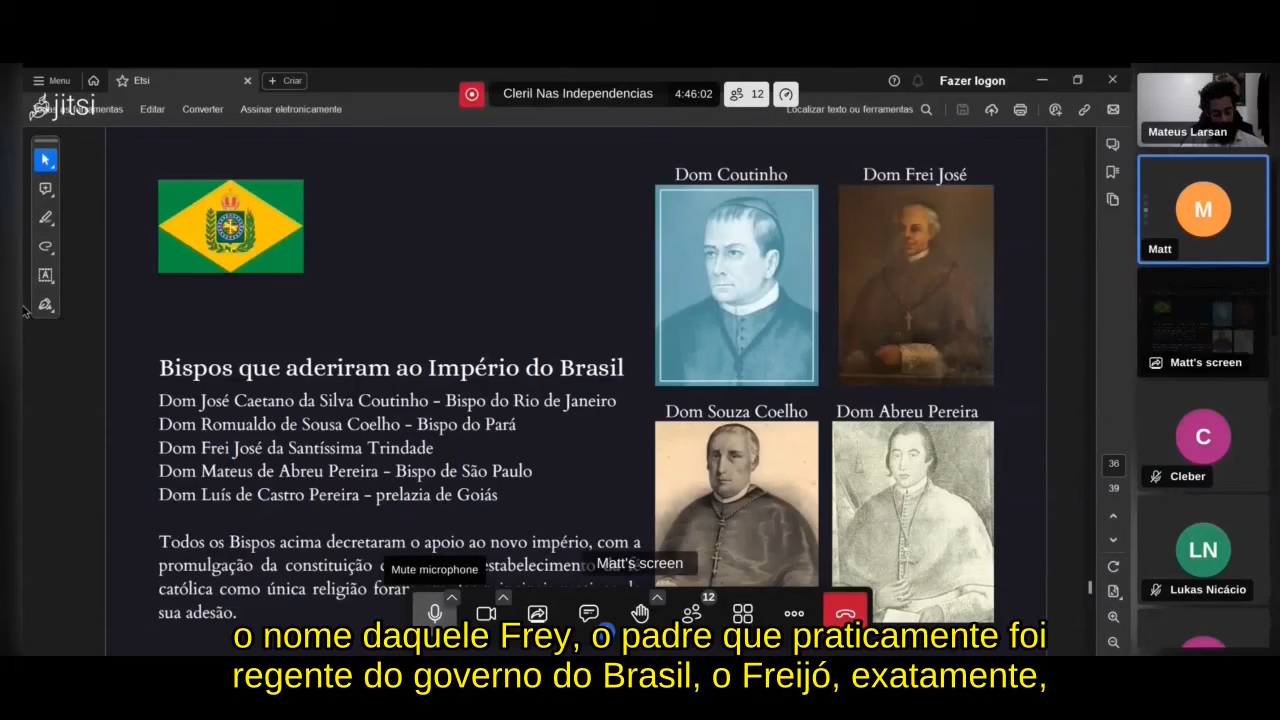 Menu
Etsi
Criar
Cleril Nas Independencias
4:46:02
12
Fazer logon
jitsi
Editar
Converter
Assinar eletronicamente
Localizar texto ou ferramentas
Mateus Larsan
Dom Coutinho
Dom Frei José
M
Matt
Matt's screen
Bispos que aderiram ao Império do Brasil
Dom José Caetano da Silva Coutinho – Bispo do Rio de Janeiro
Dom Romualdo de Sousa Coelho – Bispo do Pará
Dom Frei José da Santíssima Trindade
Dom Mateus de Abreu Pereira – Bispo de São Paulo
Dom Luís de Castro Pereira – prelazia de Goiás
Dom Souza Coelho
Dom Abreu Pereira
C
Cleber
36
39
Todos os Bispos acima decretaram o apoio ao novo império, com a
promulgação da constituição
católica como única religião
sua adesão.
Mute microphone
Matt's screen
LN
Lukas Nicácio
12
o nome daquele Frey, o padre que praticamente foi
regente do governo do Brasil, o Freijó, exatamente,